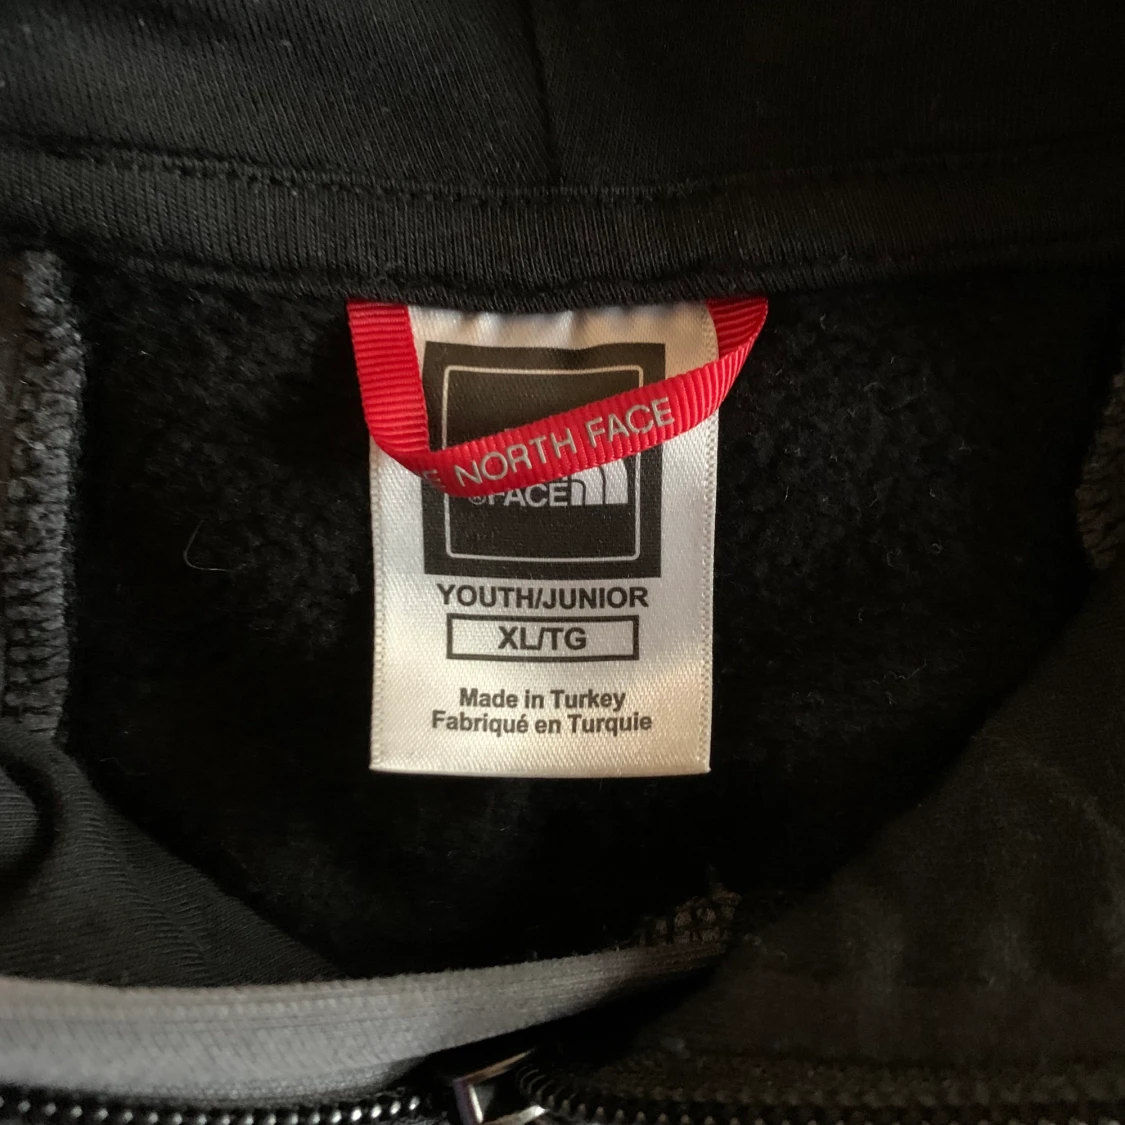 NORTH FACE
FACE
YOUTH/JUNIOR
XL/TG
Made in Turkey
Fabriqué en Turquie